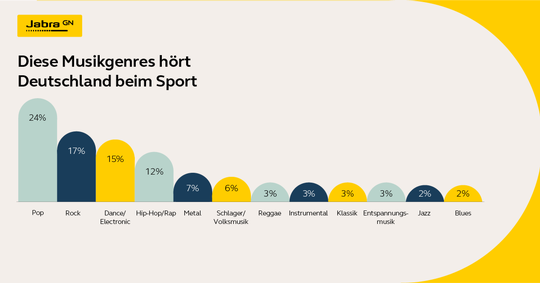 Jabra GN
Diese Musikgenres hört
Deutschland beim Sport
24%
17%
15%
12%
7%
6%
3%
3%
3%
3%
2%
2%
Pop
Rock
Dance/
Electronic
Hip-Hop/Rap
Metal
Schlager/
Volksmusik
Reggae
Instrumental
Klassik
Entspannungs-
musik
Jazz
Blues